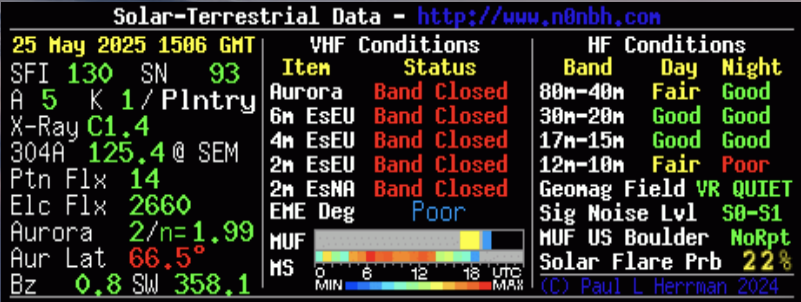 Solar-Terrestrial Data - http://www.n0nbh.com
25 May 2025 1506 GMT
SFI 130 SN 93
A 5 K 1/Plntry
X-Ray C1.4
304A 125.4 @ SEM
Ptn Flx 14
Elc Flx 2660
Aurora 2/n=1.99
Aur Lat 66.5°
Bz 0.8 SW 358.1
VHF Conditions
Item Status
Aurora Band Closed
6m EsEU Band Closed
4m EsEU Band Closed
2m EsEU Band Closed
2m EsNA Band Closed
EME Deg Poor
MUF
MS
0 6 12 18 UTC
MIN MAX
HF Conditions
Band Day Night
80m-40m Fair Good
30m-20m Good Good
17m-15m Good Good
12m-10m Fair Poor
Geomag Field VR QUIET
Sig Noise Lvl S0-S1
MUF US Boulder NoRpt
Solar Flare Prb 22%
(C) Paul L Herrman 2024